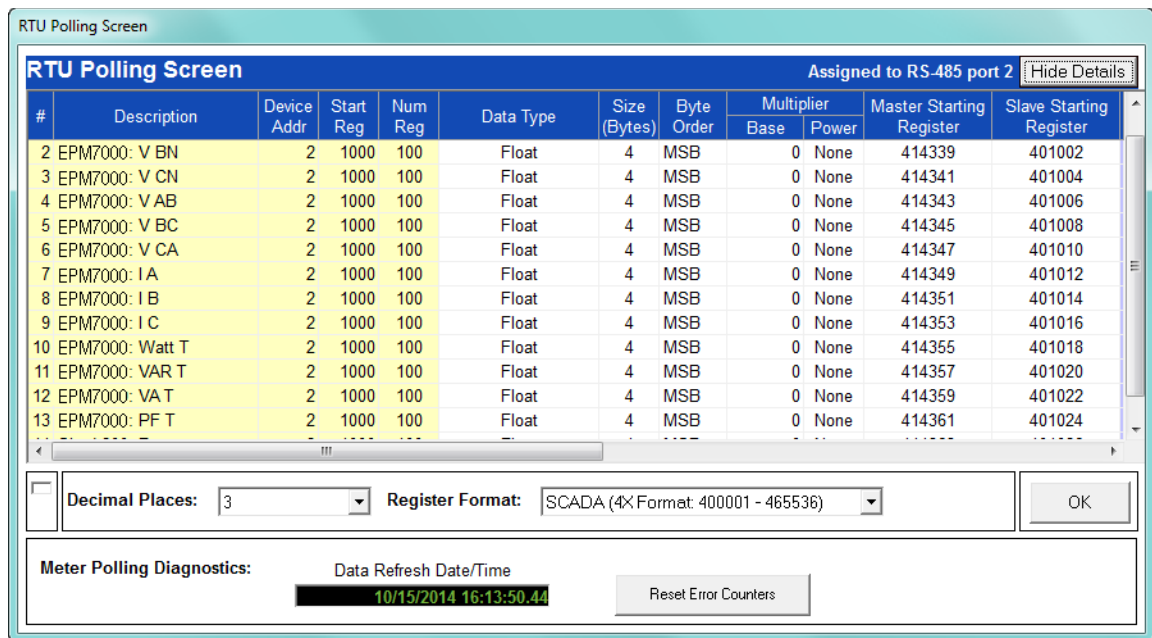 RTU Polling Screen
RTU Polling Screen Assigned to RS-485 port 2 Hide Details
# Description Device Addr Start Reg Num Reg Data Type Size (Bytes) Byte Order Multiplier Base Power Master Starting Register Slave Starting Register
2 EPM7000: V BN 2 1000 100 Float 4 MSB 0 None 414339 401002
3 EPM7000: V CN 2 1000 100 Float 4 MSB 0 None 414341 401004
4 EPM7000: V AB 2 1000 100 Float 4 MSB 0 None 414343 401006
5 EPM7000: V BC 2 1000 100 Float 4 MSB 0 None 414345 401008
6 EPM7000: V CA 2 1000 100 Float 4 MSB 0 None 414347 401010
7 EPM7000: I A 2 1000 100 Float 4 MSB 0 None 414349 401012
8 EPM7000: I B 2 1000 100 Float 4 MSB 0 None 414351 401014
9 EPM7000: I C 2 1000 100 Float 4 MSB 0 None 414353 401016
10 EPM7000: Watt T 2 1000 100 Float 4 MSB 0 None 414355 401018
11 EPM7000: VAR T 2 1000 100 Float 4 MSB 0 None 414357 401020
12 EPM7000: VA T 2 1000 100 Float 4 MSB 0 None 414359 401022
13 EPM7000: PF T 2 1000 100 Float 4 MSB 0 None 414361 401024
Decimal Places: 3 Register Format: SCADA (4X Format: 400001 - 465536) OK
Meter Polling Diagnostics: Data Refresh Date/Time
10/15/2014 16:13:50.44 Reset Error Counters